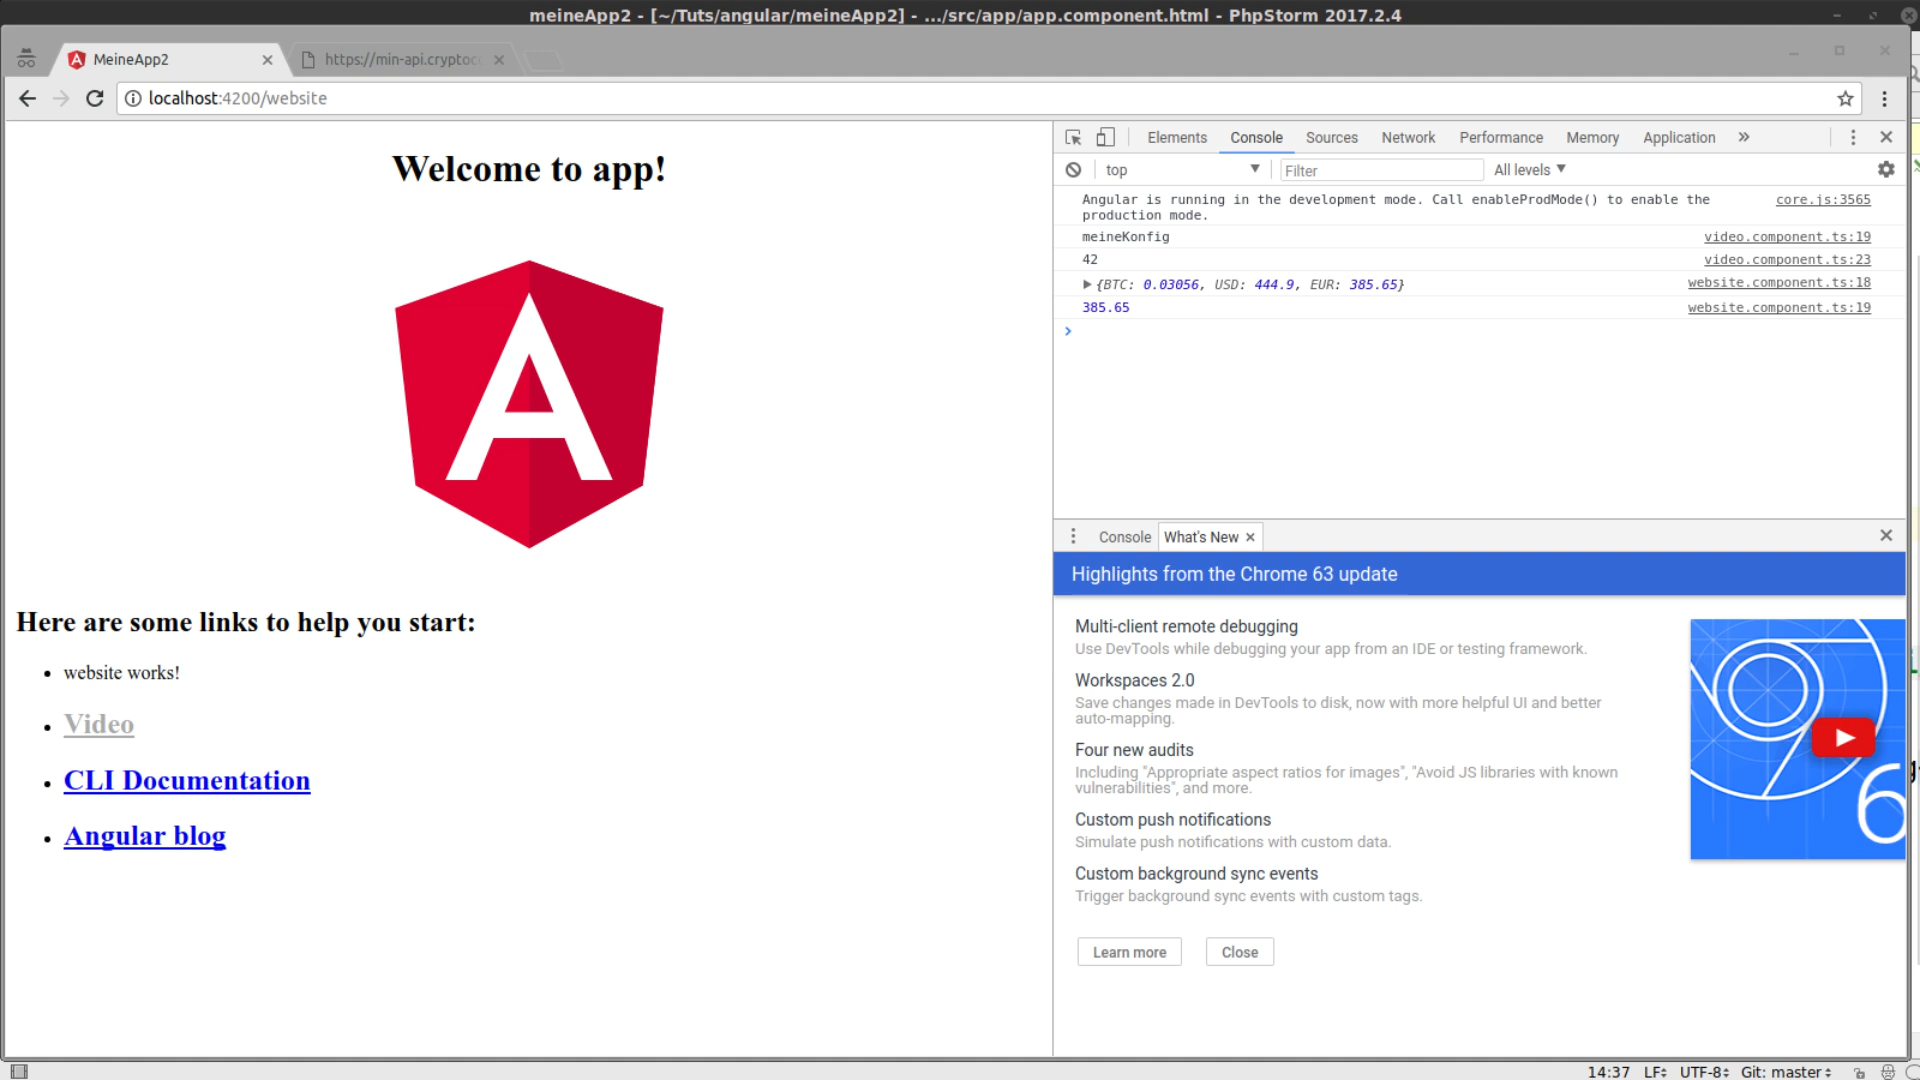 meineApp2 - [~/Tuts/angular/meineApp2] - .../src/app/app.component.html - PhpStorm 2017.2.4
MeineApp2
https://min-api.cryptoc
localhost:4200/website
Welcome to app!
Here are some links to help you start:
website works!
Video
CLI Documentation
Angular blog
Elements Console Sources Network Performance Memory Application »
top Filter All levels
Angular is running in the development mode. Call enableProdMode() to enable the production mode. core.js:3565
meineKonfig video.component.ts:19
42 video.component.ts:23
{BTC: 0.03056, USD: 444.9, EUR: 385.65} website.component.ts:18
385.65 website.component.ts:19
Console What's New
Highlights from the Chrome 63 update
Multi-client remote debugging
Use DevTools while debugging your app from an IDE or testing framework.
Workspaces 2.0
Save changes made in DevTools to disk, now with more helpful UI and better
auto-mapping.
Four new audits
Including "Appropriate aspect ratios for images", "Avoid JS libraries with known
vulnerabilities", and more.
Custom push notifications
Simulate push notifications with custom data.
Custom background sync events
Trigger background sync events with custom tags.
6
Learn more Close
14:37 LF UTF-8 Git: master